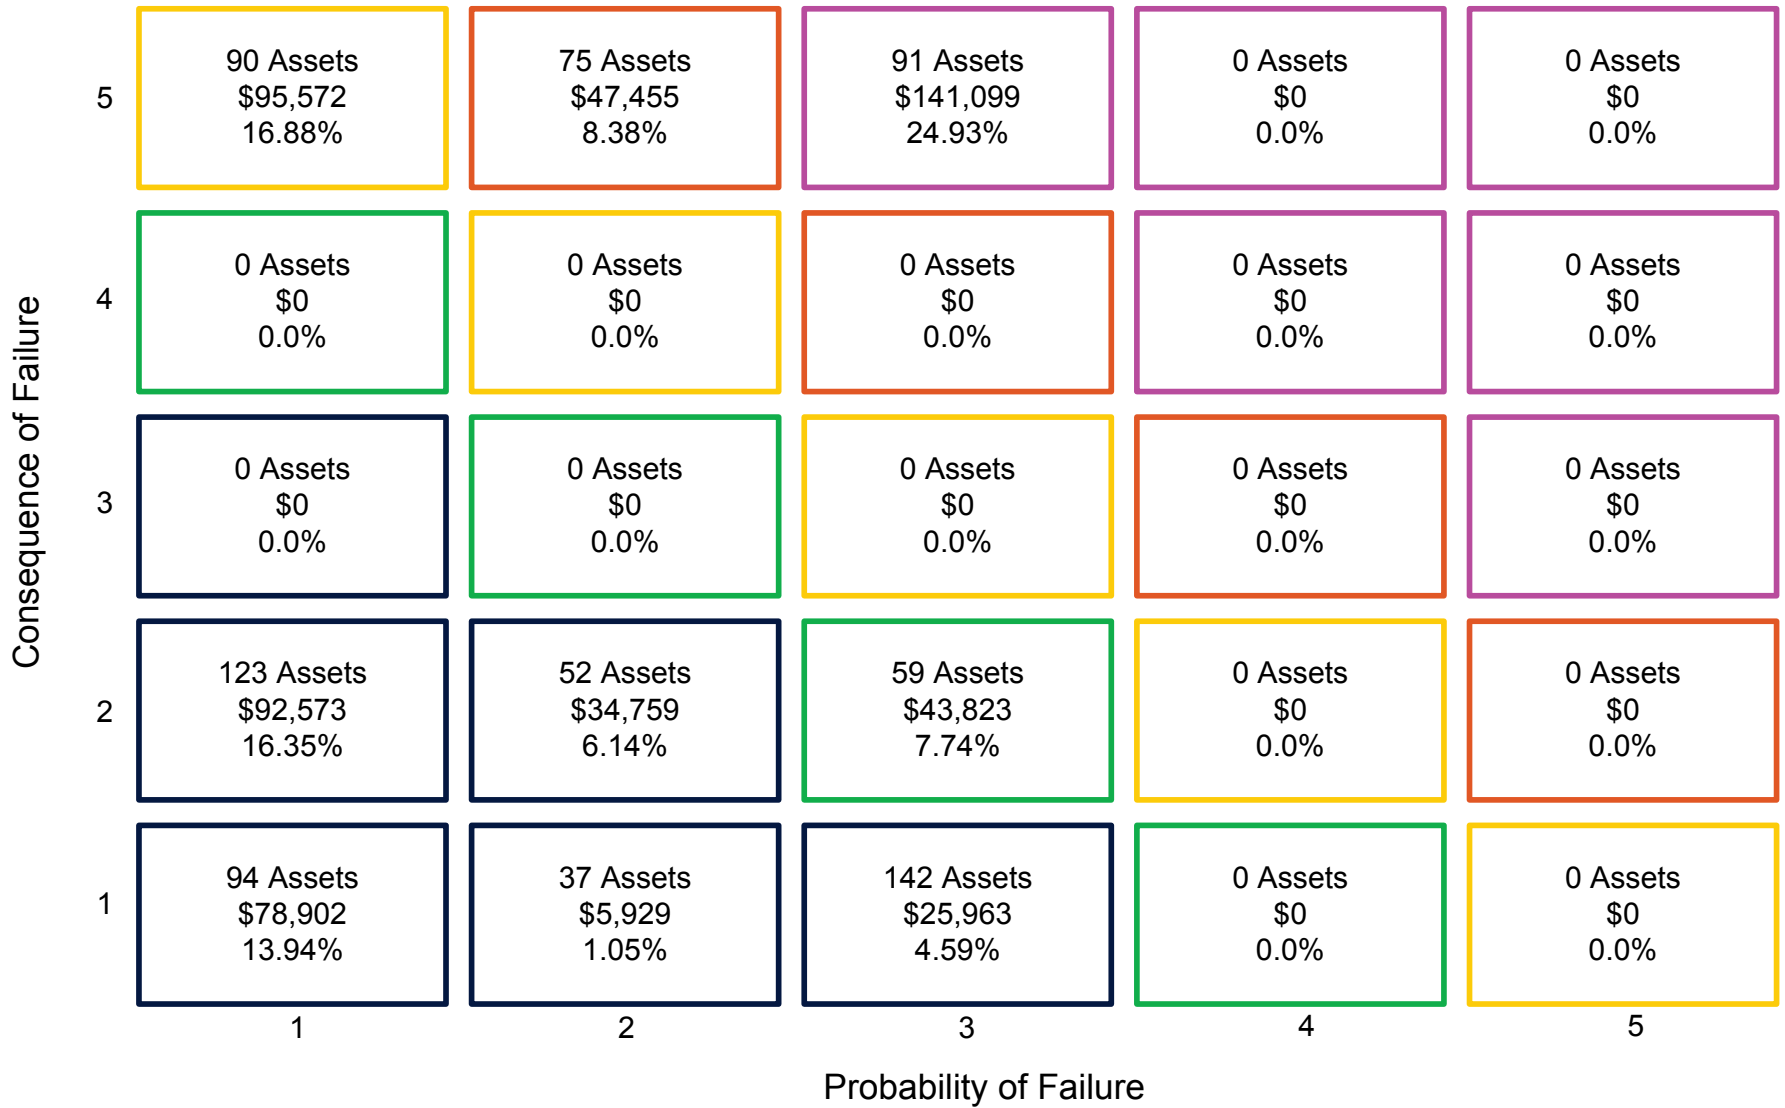 Consequence of Failure
5
90 Assets
$95,572
16.88%
75 Assets
$47,455
8.38%
91 Assets
$141,099
24.93%
0 Assets
$0
0.0%
0 Assets
$0
0.0%
4
0 Assets
$0
0.0%
0 Assets
$0
0.0%
0 Assets
$0
0.0%
0 Assets
$0
0.0%
0 Assets
$0
0.0%
3
0 Assets
$0
0.0%
0 Assets
$0
0.0%
0 Assets
$0
0.0%
0 Assets
$0
0.0%
0 Assets
$0
0.0%
2
123 Assets
$92,573
16.35%
52 Assets
$34,759
6.14%
59 Assets
$43,823
7.74%
0 Assets
$0
0.0%
0 Assets
$0
0.0%
1
94 Assets
$78,902
13.94%
37 Assets
$5,929
1.05%
142 Assets
$25,963
4.59%
0 Assets
$0
0.0%
0 Assets
$0
0.0%
1
2
3
4
5
Probability of Failure